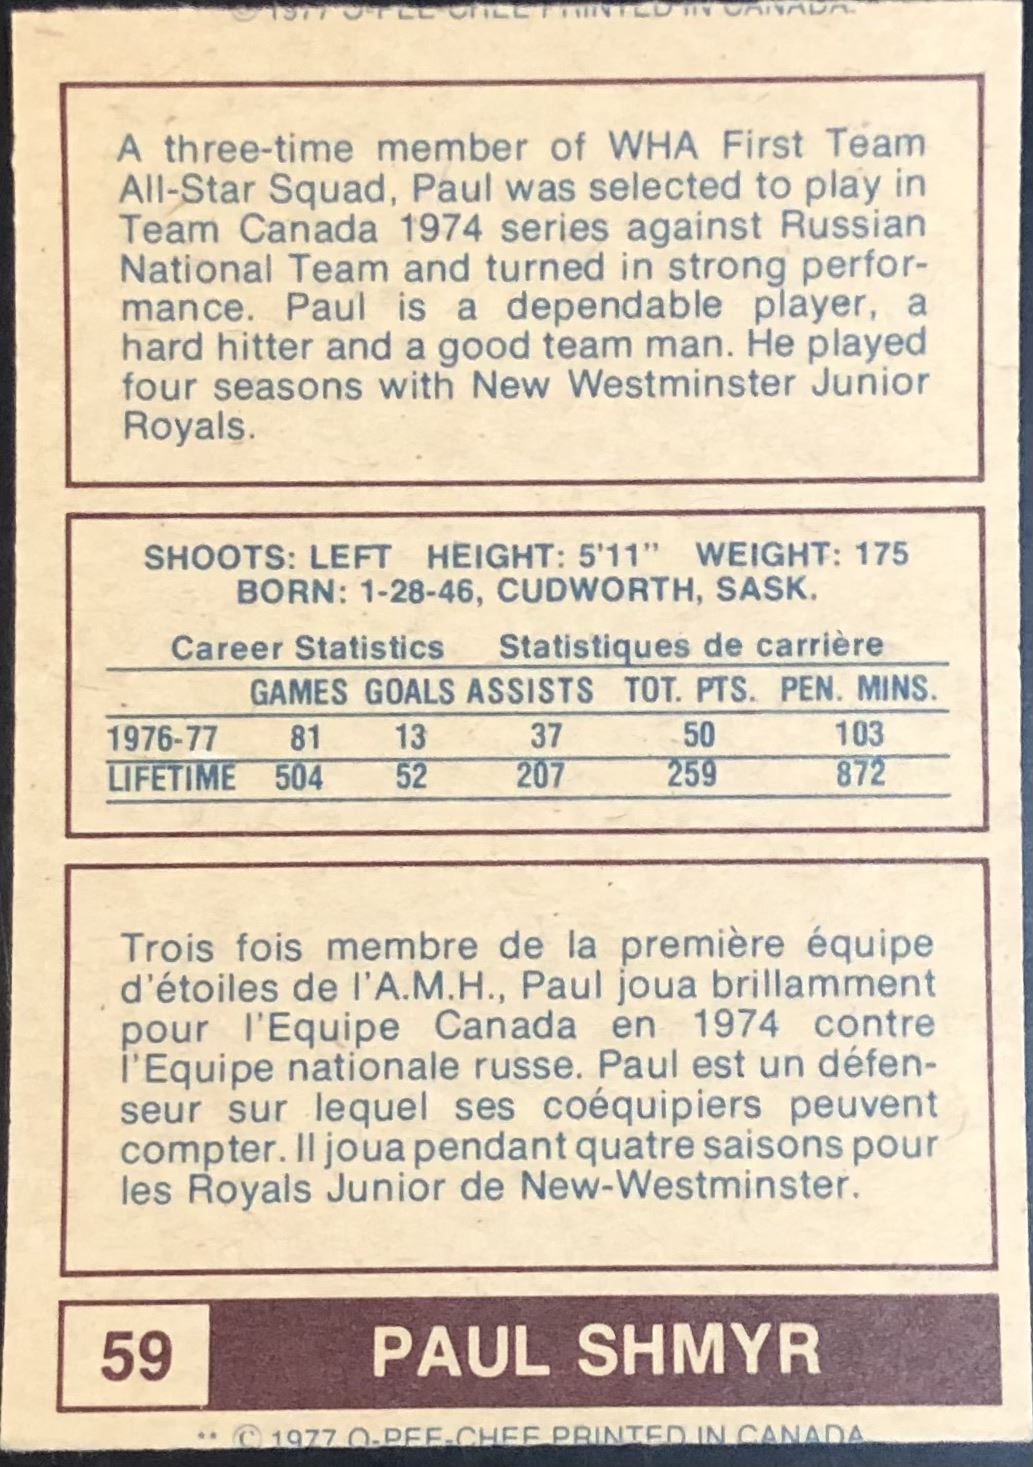 © 1977 O-PEE-CHEE PRINTED IN CANADA.
A three-time member of WHA First Team
All-Star Squad, Paul was selected to play in
Team Canada 1974 series against Russian
National Team and turned in strong perfor-
mance. Paul is a dependable player, a
hard hitter and a good team man. He played
four seasons with New Westminster Junior
Royals.
SHOOTS: LEFT HEIGHT: 5'11" WEIGHT: 175
BORN: 1-28-46, CUDWORTH, SASK.
Career Statistics Statistiques de carrière
GAMES GOALS ASSISTS TOT. PTS. PEN. MINS.
1976-77 81 13 37 50 103
LIFETIME 504 52 207 259 872
Trois fois membre de la première équipe
d'étoiles de l'A.M.H., Paul joua brillamment
pour l'Equipe Canada en 1974 contre
l'Equipe nationale russe. Paul est un défen-
seur sur lequel ses coéquipiers peuvent
compter. Il joua pendant quatre saisons pour
les Royals Junior de New-Westminster.
59 PAUL SHMYR
** © 1977 O-PEE-CHEE PRINTED IN CANADA